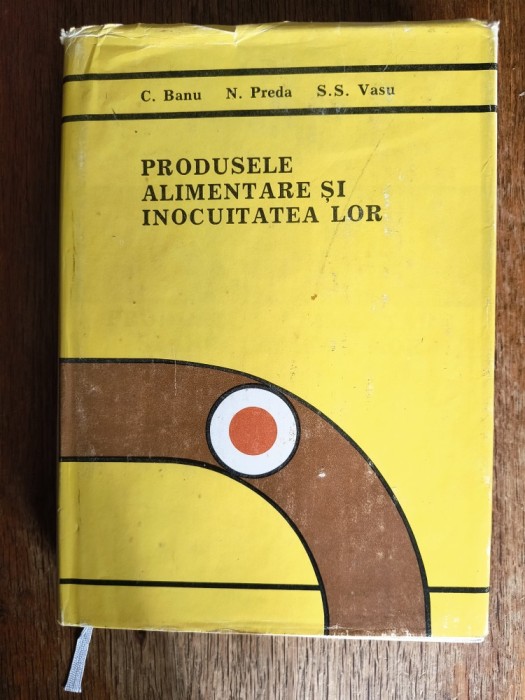 C. Banu N. Preda S.S. Vasu
PRODUSELE
ALIMENTARE ȘI
INOCUITATEA LOR